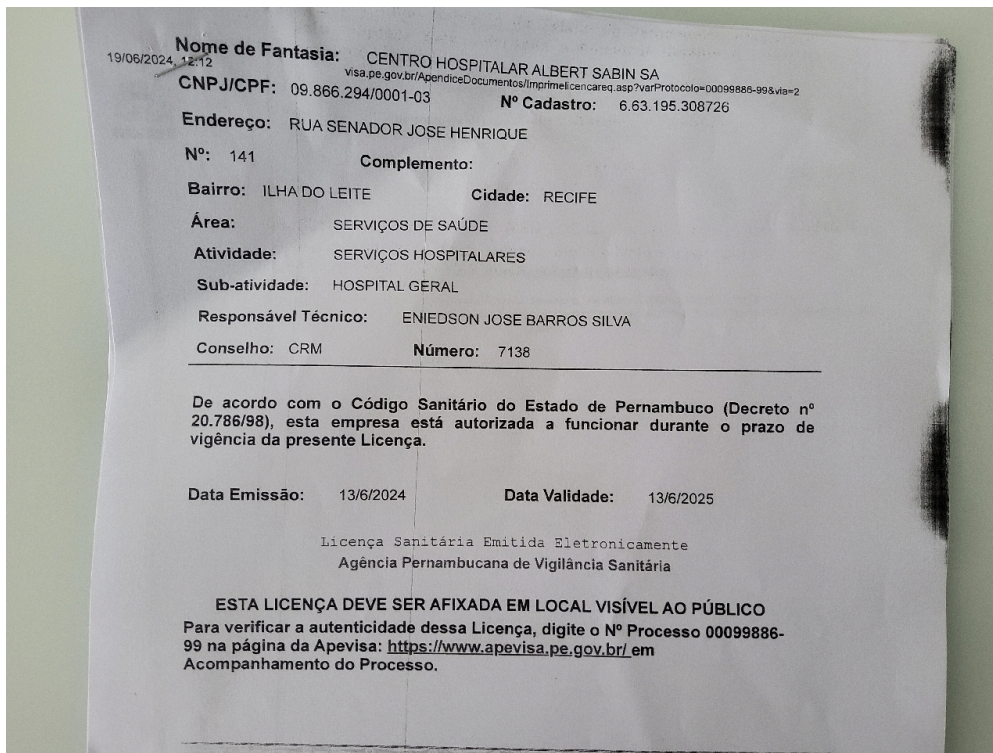 Nome de Fantasia: CENTRO HOSPITALAR ALBERT SABIN SA
19/06/2024, 12:12
visa.pe.gov.br/ApendiceDocumentos/Imprimelicencareq.asp?varProtocolo=00099886-99&via=2
CNPJ/CPF: 09.866.294/0001-03 Nº Cadastro: 6.63.195.308726
Endereço: RUA SENADOR JOSE HENRIQUE
Nº: 141 Complemento:
Bairro: ILHA DO LEITE Cidade: RECIFE
Área: SERVIÇOS DE SAÚDE
Atividade: SERVIÇOS HOSPITALARES
Sub-atividade: HOSPITAL GERAL
Responsável Técnico: ENIEDSON JOSE BARROS SILVA
Conselho: CRM Número: 7138
De acordo com o Código Sanitário do Estado de Pernambuco (Decreto nº
20.786/98), esta empresa está autorizada a funcionar durante o prazo de
vigência da presente Licença.
Data Emissão: 13/6/2024 Data Validade: 13/6/2025
Licença Sanitária Emitida Eletronicamente
Agência Pernambucana de Vigilância Sanitária
ESTA LICENÇA DEVE SER AFIXADA EM LOCAL VISÍVEL AO PÚBLICO
Para verificar a autenticidade dessa Licença, digite o Nº Processo 00099886-
99 na página da Apevisa: https://www.apevisa.pe.gov.br/ em
Acompanhamento do Processo.